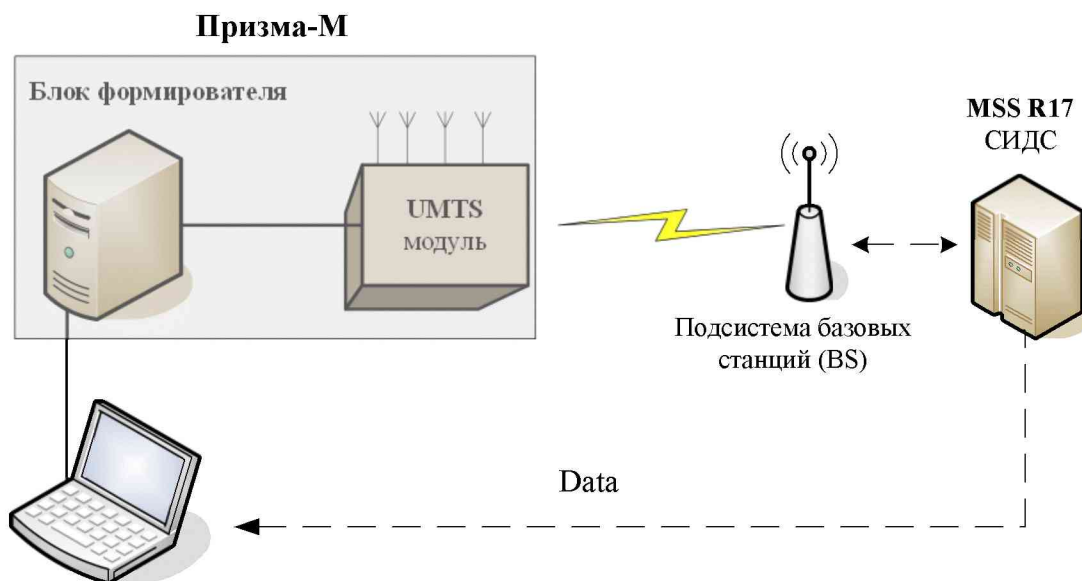 Призма-М
Блок формирователя
UMTS
модуль
MSS R17
СИДС
Подсистема базовых
станций (BS)
Data